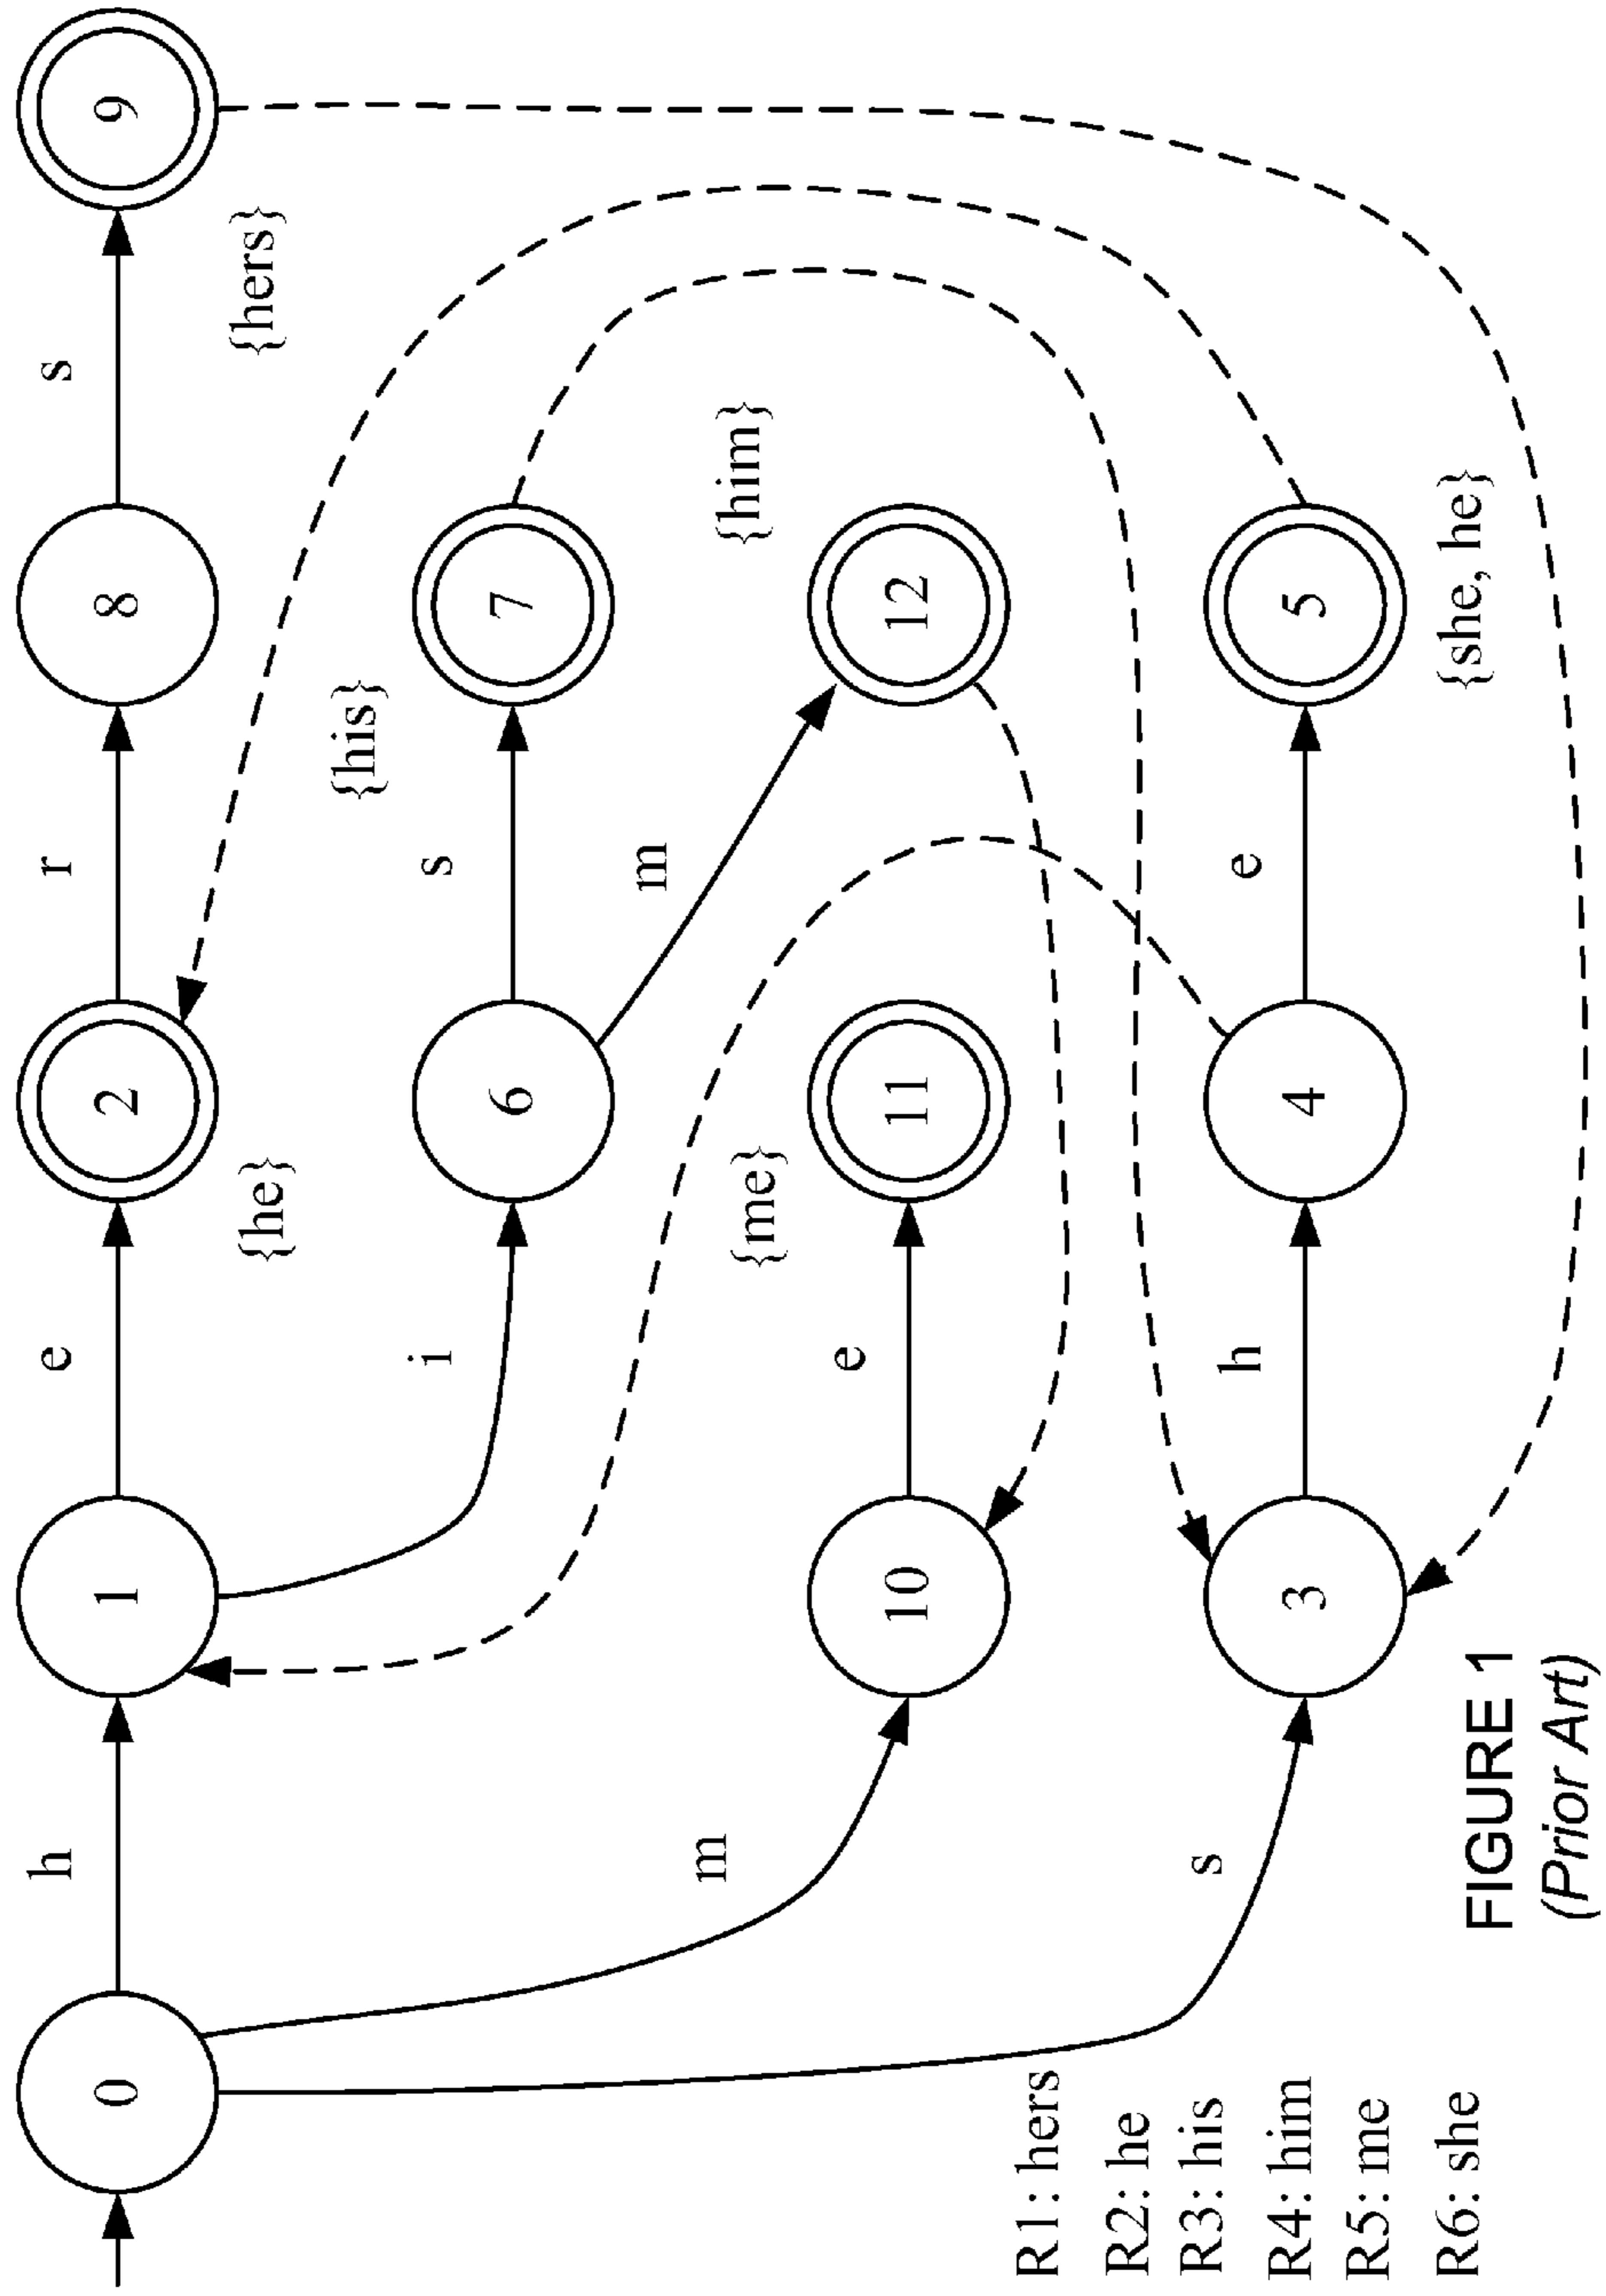 0
h
1
e
2
r
8
s
9
{he}
{hers}
i
6
s
7
{his}
m
m
10
e
11
{me}
12
{him}
s
3
h
4
e
5
{she, he}
R1: hers
R2: he
R3: his
R4: him
R5: me
R6: she
FIGURE 1
(Prior Art)